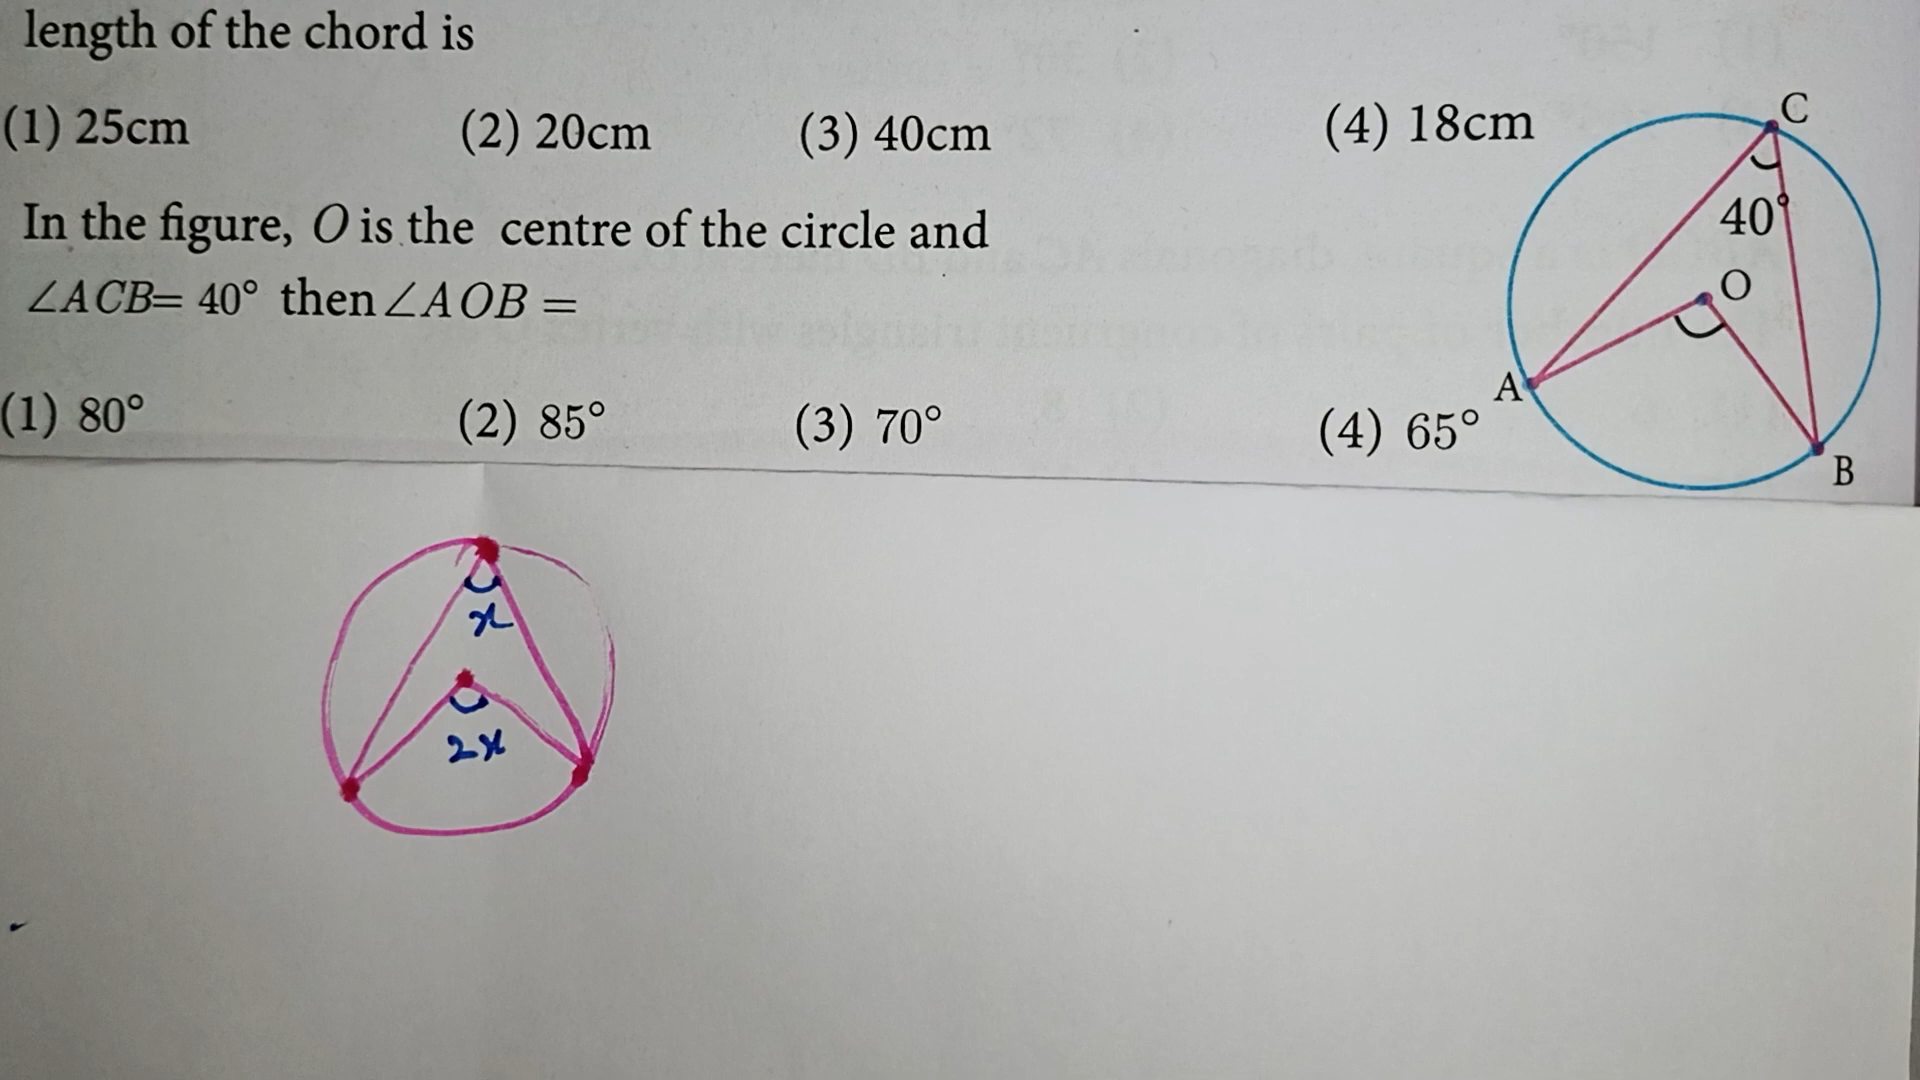 length of the chord is
(1) 25cm (2) 20cm (3) 40cm (4) 18cm
In the figure, O is the centre of the circle and
∠ACB= 40° then ∠AOB =
(1) 80° (2) 85° (3) 70° (4) 65°
C
40°
O
A
B
x
2x